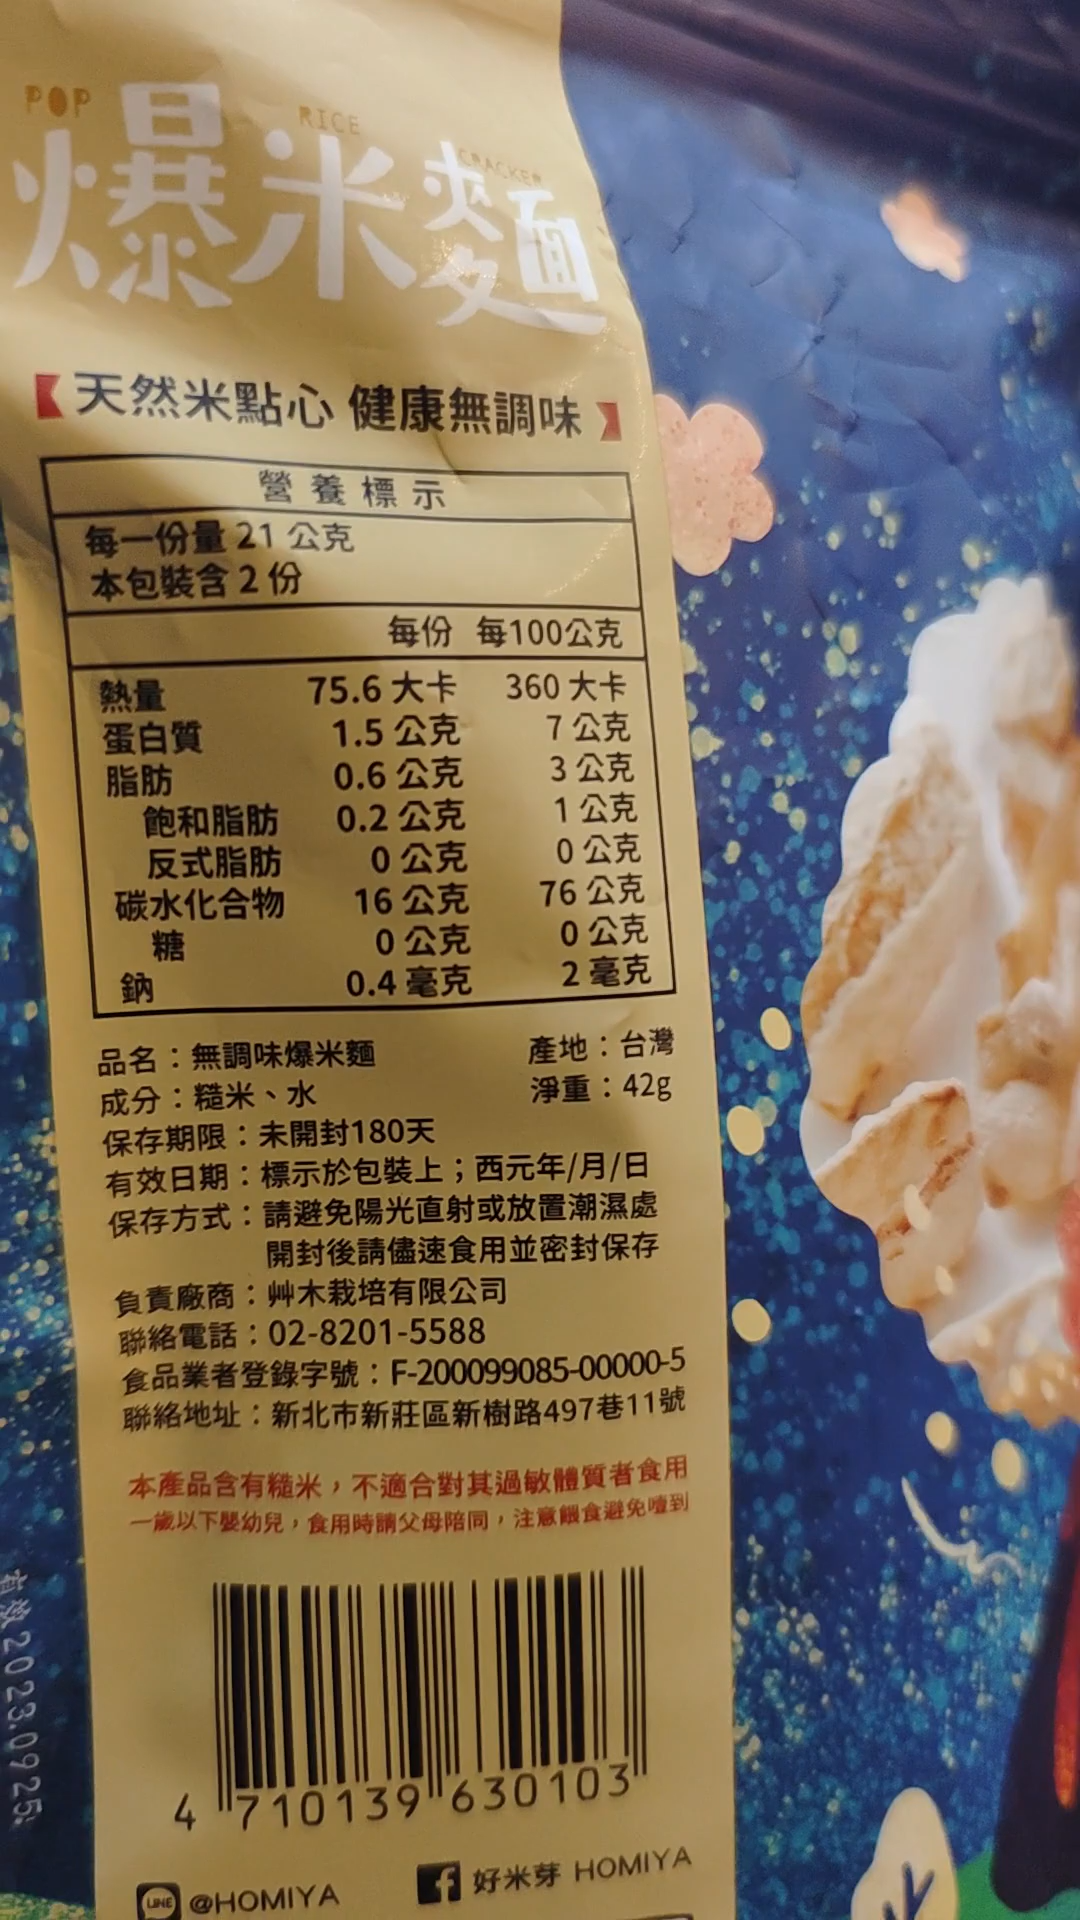 POP RICE CRACKER
爆米麵
天然米點心 健康無調味
營養標示
每一份量 21 公克
本包裝含 2 份
每份 每100公克
熱量 75.6 大卡 360 大卡
蛋白質 1.5 公克 7 公克
脂肪 0.6 公克 3 公克
飽和脂肪 0.2 公克 1 公克
反式脂肪 0 公克 0 公克
碳水化合物 16 公克 76 公克
糖 0 公克 0 公克
鈉 0.4 毫克 2 毫克
品名：無調味爆米麵 產地：台灣
成分：糙米、水 淨重：42g
保存期限：未開封180天
有效日期：標示於包裝上；西元年/月/日
保存方式：請避免陽光直射或放置潮濕處
開封後請儘速食用並密封保存
負責廠商：艸木栽培有限公司
聯絡電話：02-8201-5588
食品業者登錄字號：F-200099085-00000-5
聯絡地址：新北市新莊區新樹路497巷11號
本產品含有糙米，不適合對其過敏體質者食用
一歲以下嬰幼兒，食用時請父母陪同，注意餵食避免噎到
4 710139 630103
LINE @HOMIYA f 好米芽 HOMIYA
有效 2023.09.25